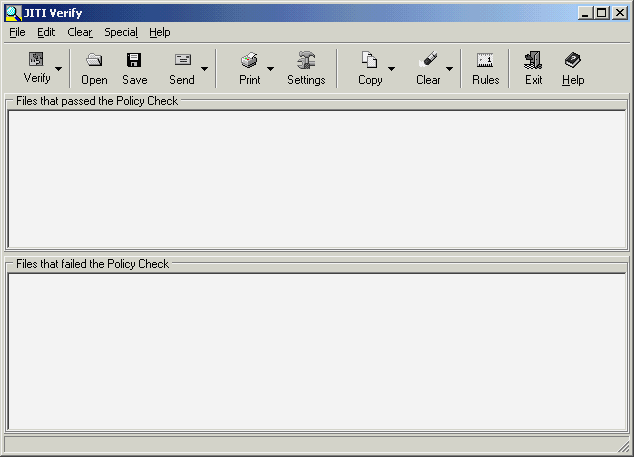 JITI Verify
File Edit Clear Special Help
Verify Open Save Send Print Settings Copy Clear Rules Exit Help
Files that passed the Policy Check
Files that failed the Policy Check